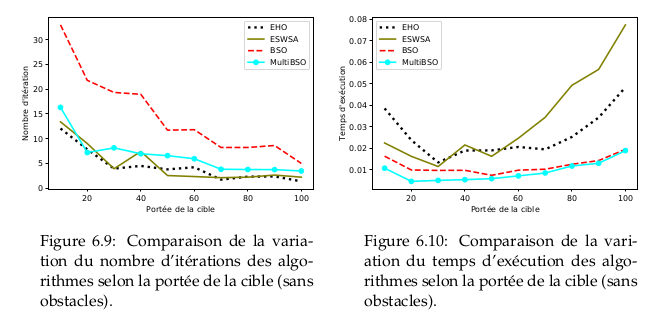 30
25
20
15
10
5
0
Nombre d'itération
20
40
60
80
100
Portée de la cible
EHO
ESWSA
BSO
MultiBSO
0.08
0.07
0.06
0.05
0.04
0.03
0.02
0.01
Temps d'exécution
20
40
60
80
100
Portée de la cible
EHO
ESWSA
BSO
MultiBSO
Figure 6.9: Comparaison de la varia-
tion du nombre d'itérations des algo-
rithmes selon la portée de la cible (sans
obstacles).
Figure 6.10: Comparaison de la vari-
ation du temps d'exécution des algo-
rithmes selon la portée de la cible (sans
obstacles).